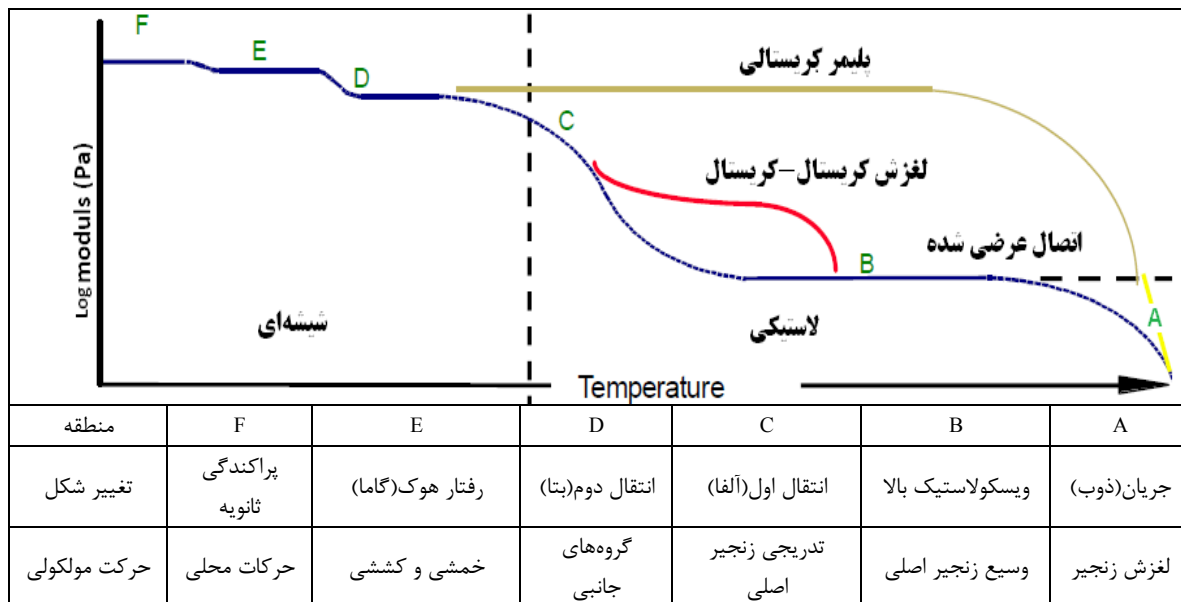 F
E
D
C
پلیمر کریستالی
لغزش کریستال-کریستال
اتصال عرضی شده
B
A
Log moduls (Pa)
شیشه‌ای
لاستیکی
Temperature
منطقه F E D C B A
تغییر شکل
پراکندگی
ثانویه
رفتار هوک(گاما)
انتقال دوم(بتا)
انتقال اول(آلفا)
ویسکولاستیک بالا
جریان(ذوب)
حرکت مولکولی
حرکات محلی
خمشی و کششی
گروه‌های
جانبی
تدریجی زنجیر
اصلی
وسیع زنجیر اصلی
لغزش زنجیر